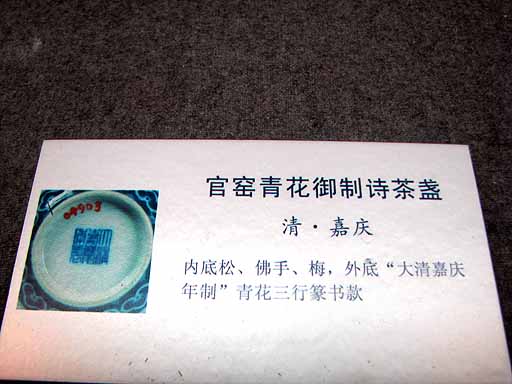 官窑青花御制诗茶盏
清·嘉庆
内底松、佛手、梅，外底“大清嘉庆
年制”青花三行篆书款